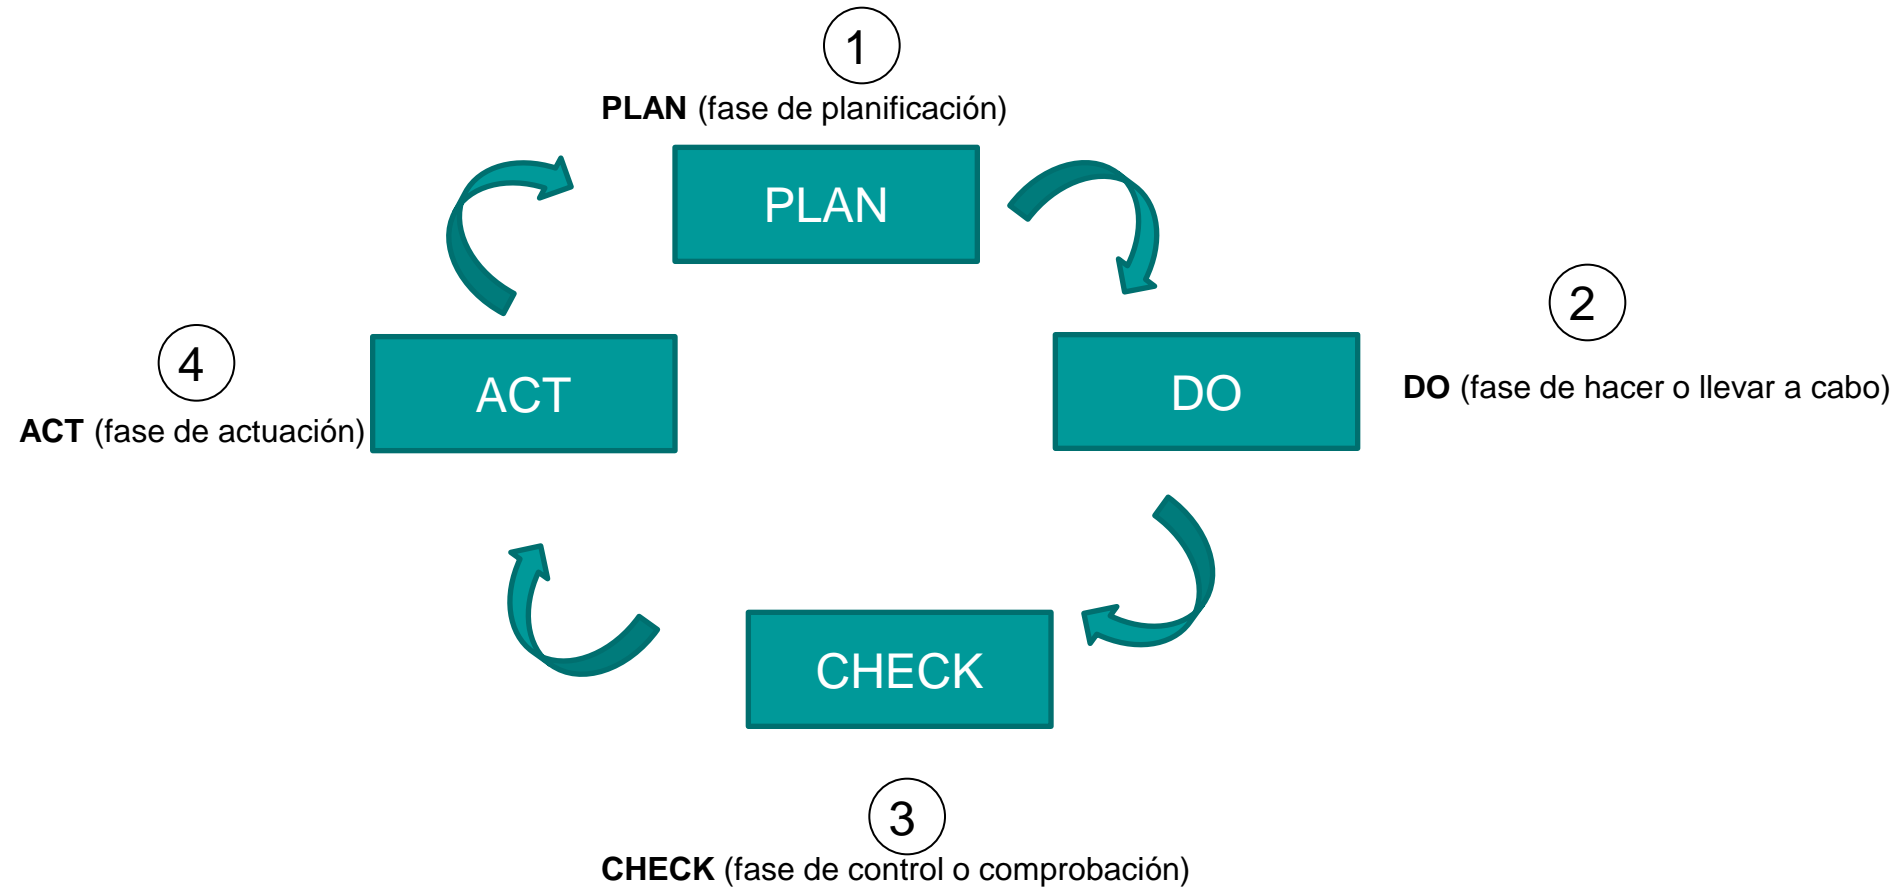 1
PLAN (fase de planificación)
PLAN
2
DO
DO (fase de hacer o llevar a cabo)
4
ACT
ACT (fase de actuación)
CHECK
3
CHECK (fase de control o comprobación)